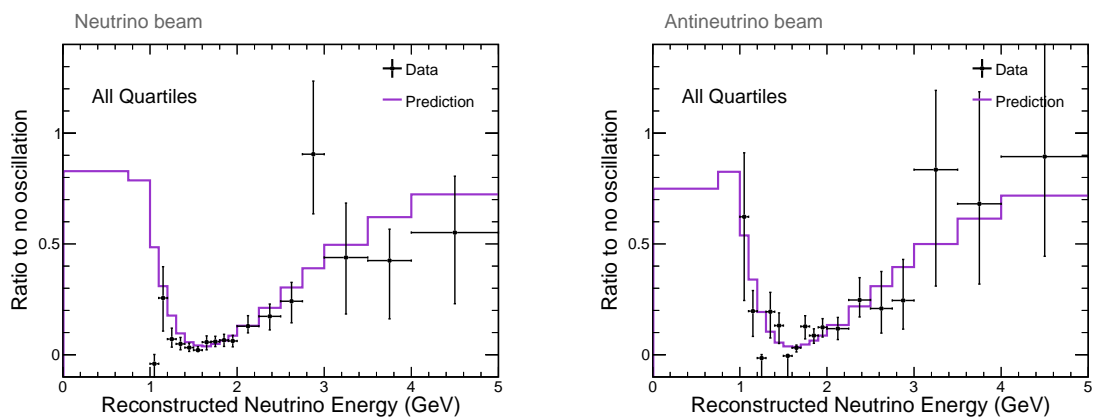 Neutrino beam
All Quartiles
Data
Prediction
Ratio to no oscillation
1
0.5
0
0 1 2 3 4 5
Reconstructed Neutrino Energy (GeV)
Antineutrino beam
All Quartiles
Data
Prediction
Ratio to no oscillation
1
0.5
0
0 1 2 3 4 5
Reconstructed Neutrino Energy (GeV)